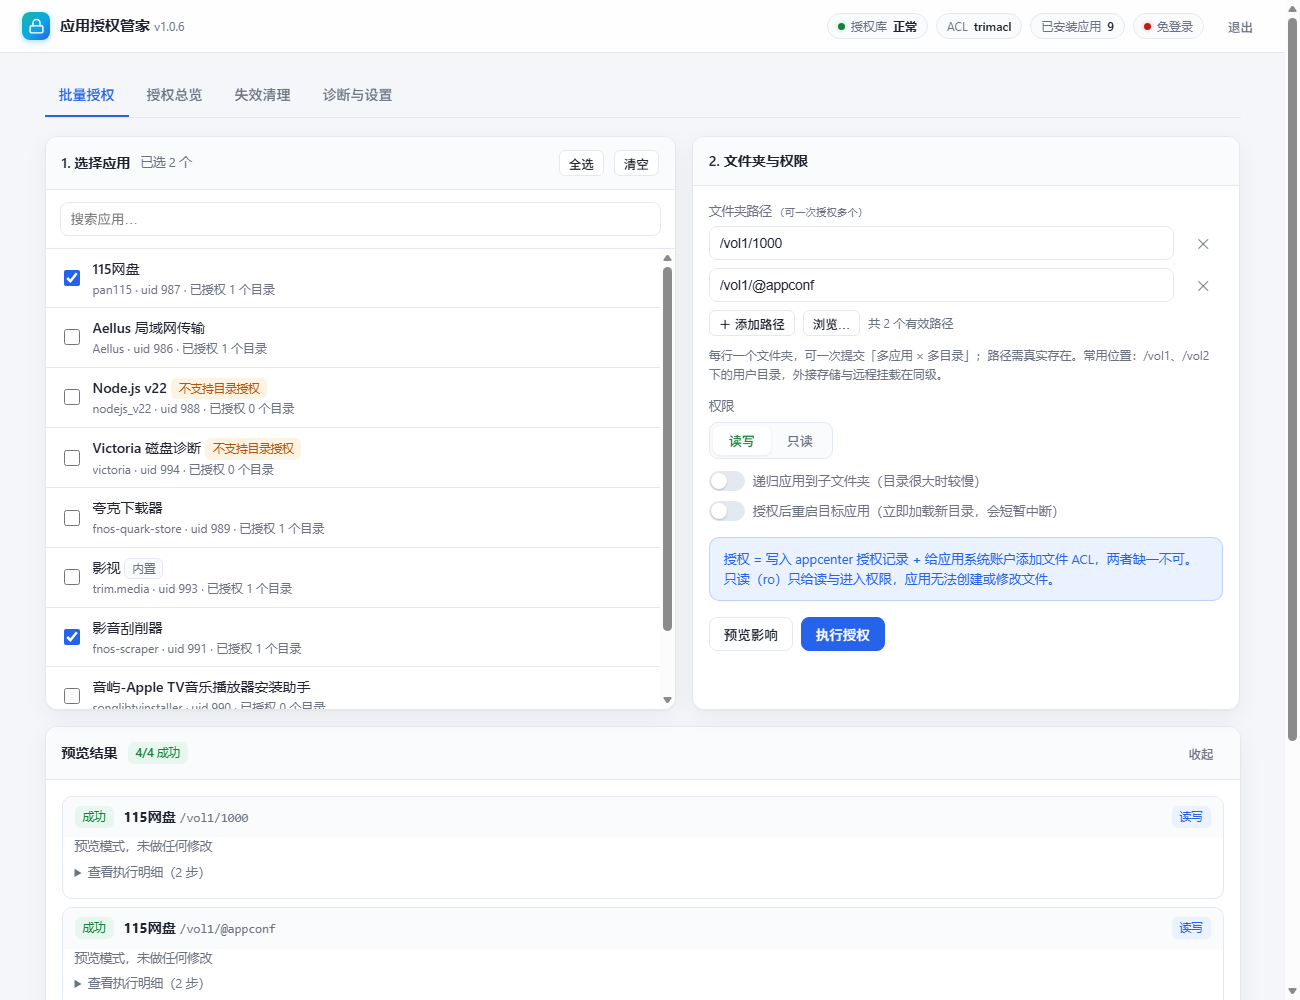 应用授权管家 v1.0.6
授权库 正常
ACL trimacl
已安装应用 9
免登录
退出
批量授权
授权总览
失效清理
诊断与设置
1. 选择应用 已选 2 个
全选
清空
搜索应用…
115网盘
pan115 · uid 987 · 已授权 1 个目录
Aellus 局域网传输
Aellus · uid 986 · 已授权 1 个目录
Node.js v22 不支持目录授权
nodejs_v22 · uid 988 · 已授权 0 个目录
Victoria 磁盘诊断 不支持目录授权
victoria · uid 994 · 已授权 0 个目录
夸克下载器
fnos-quark-store · uid 989 · 已授权 1 个目录
影视 内置
trim.media · uid 993 · 已授权 1 个目录
影音刮削器
fnos-scraper · uid 991 · 已授权 1 个目录
音屿-Apple TV音乐播放器安装助手
songlibtvinstaller · uid 990 · 已授权 0 个目录
2. 文件夹与权限
文件夹路径 （可一次授权多个）
/vol1/1000
/vol1/@appconf
＋ 添加路径
浏览…
共 2 个有效路径
每行一个文件夹，可一次提交「多应用 × 多目录」；路径需真实存在。常用位置：/vol1、/vol2
下的用户目录，外接存储与远程挂载在同级。
权限
读写
只读
递归应用到子文件夹（目录很大时较慢）
授权后重启目标应用（立即加载新目录，会短暂中断）
授权 = 写入 appcenter 授权记录 + 给应用系统账户添加文件 ACL，两者缺一不可。
只读（ro）只给读与进入权限，应用无法创建或修改文件。
预览影响
执行授权
预览结果 4/4 成功
收起
成功 115网盘 /vol1/1000 读写
预览模式，未做任何修改
▶ 查看执行明细（2 步）
成功 115网盘 /vol1/@appconf 读写
预览模式，未做任何修改
▶ 查看执行明细（2 步）